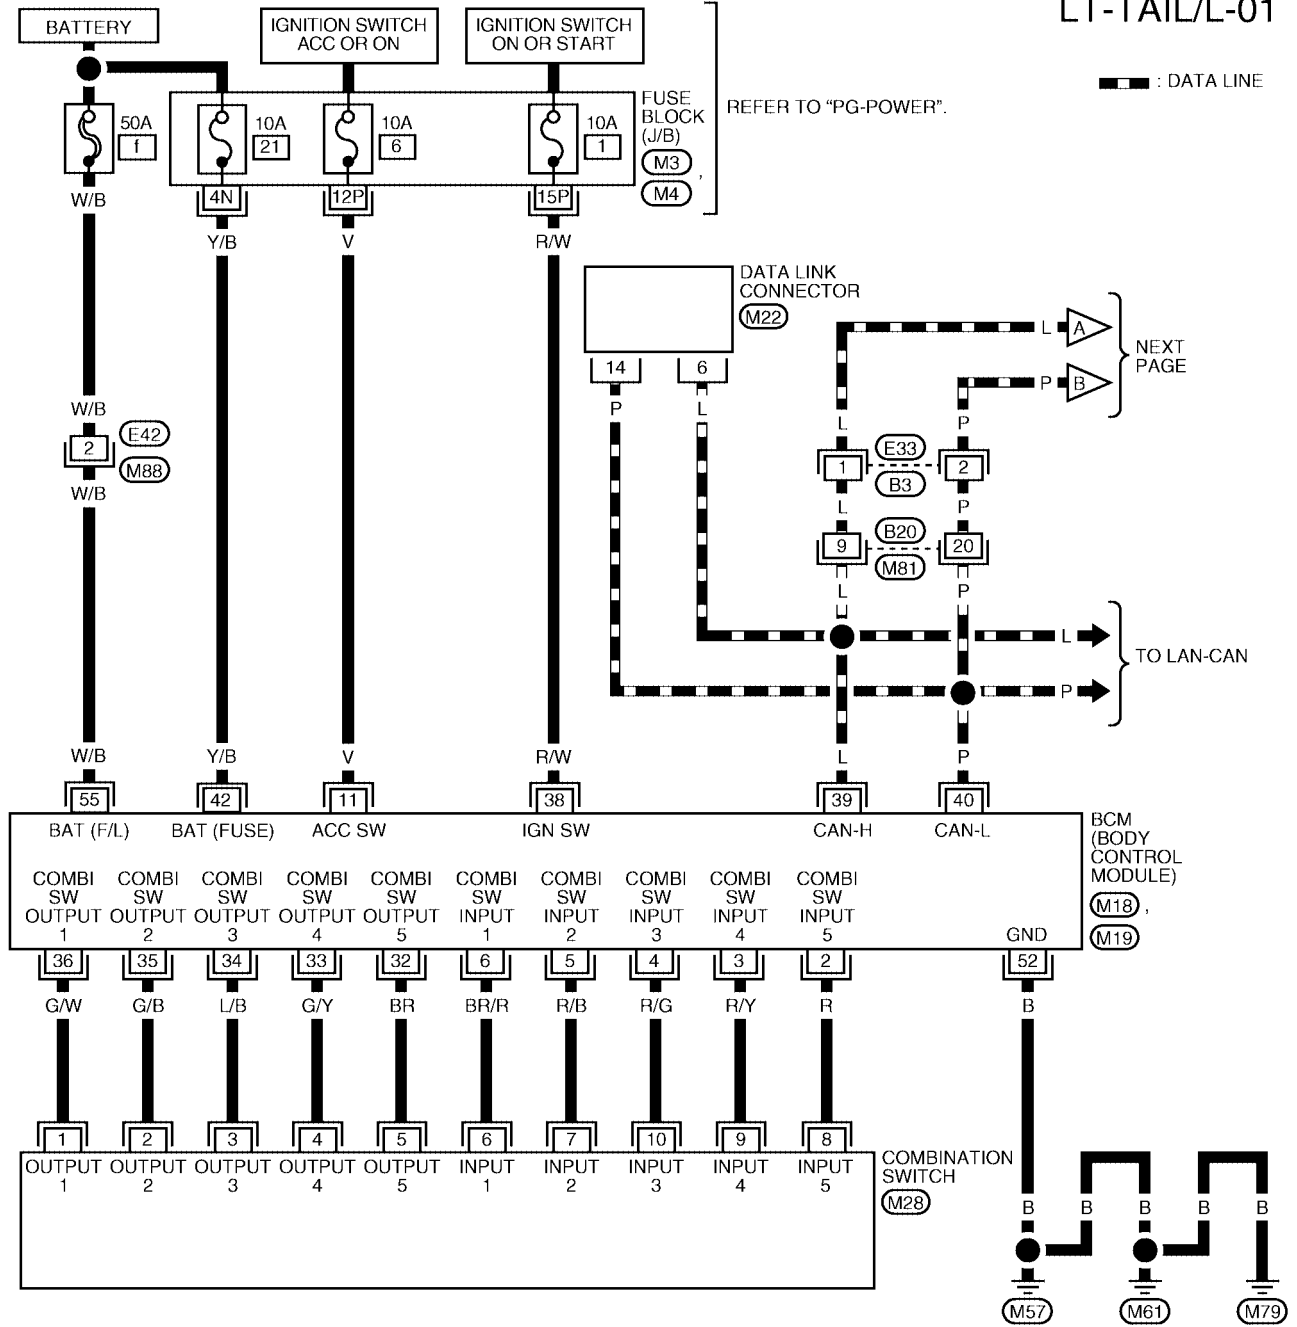 LT-TAIL/L-01
BATTERY
IGNITION SWITCH
ACC OR ON
IGNITION SWITCH
ON OR START
: DATA LINE
50A
f
10A
21
10A
6
10A
1
FUSE
BLOCK
(J/B)
M3 ,
M4
REFER TO "PG-POWER".
4N
12P
15P
W/B
Y/B
V
R/W
DATA LINK
CONNECTOR
M22
14
6
P
L
L
A
P
B
NEXT
PAGE
W/B
2
E42
M88
W/B
L
P
1
E33
B3
2
L
P
9
B20
M81
20
L
P
L
P
TO LAN-CAN
W/B
Y/B
V
R/W
L
P
55
42
11
38
39
40
BAT (F/L)
BAT (FUSE)
ACC SW
IGN SW
CAN-H
CAN-L
BCM
(BODY
CONTROL
MODULE)
M18 ,
M19
COMBI
SW
OUTPUT
1
COMBI
SW
OUTPUT
2
COMBI
SW
OUTPUT
3
COMBI
SW
OUTPUT
4
COMBI
SW
OUTPUT
5
COMBI
SW
INPUT
1
COMBI
SW
INPUT
2
COMBI
SW
INPUT
3
COMBI
SW
INPUT
4
COMBI
SW
INPUT
5
GND
36
35
34
33
32
6
5
4
3
2
52
G/W
G/B
L/B
G/Y
BR
BR/R
R/B
R/G
R/Y
R
B
1
2
3
4
5
6
7
10
9
8
OUTPUT
1
OUTPUT
2
OUTPUT
3
OUTPUT
4
OUTPUT
5
INPUT
1
INPUT
2
INPUT
3
INPUT
4
INPUT
5
COMBINATION
SWITCH
M28
B
B
B
B
B
M57
M61
M79